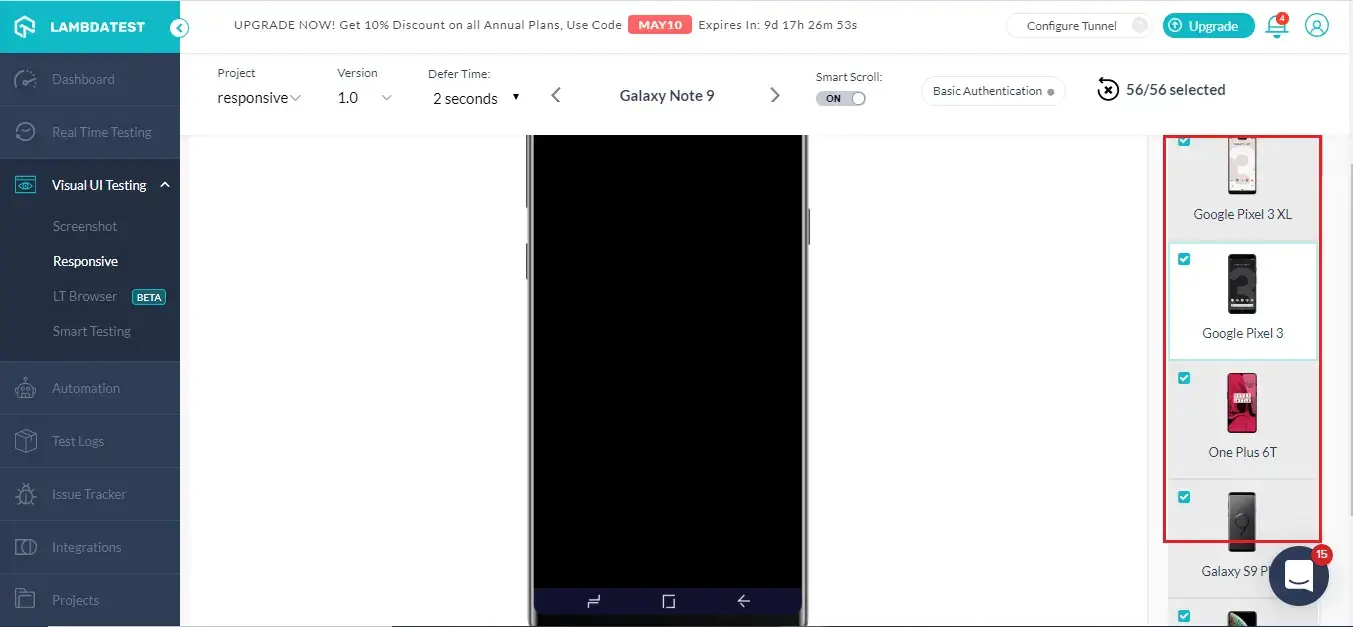 LAMBDATEST
UPGRADE NOW! Get 10% Discount on all Annual Plans, Use Code MAY10 Expires In: 9d 17h 26m 53s
Configure Tunnel
Upgrade
4
Dashboard
Real Time Testing
Visual UI Testing
Screenshot
Responsive
LT Browser BETA
Smart Testing
Automation
Test Logs
Issue Tracker
Integrations
Projects
Project
responsive
Version
1.0
Defer Time:
2 seconds
Galaxy Note 9
Smart Scroll:
ON
Basic Authentication
56/56 selected
Google Pixel 3 XL
Google Pixel 3
One Plus 6T
Galaxy S9
15